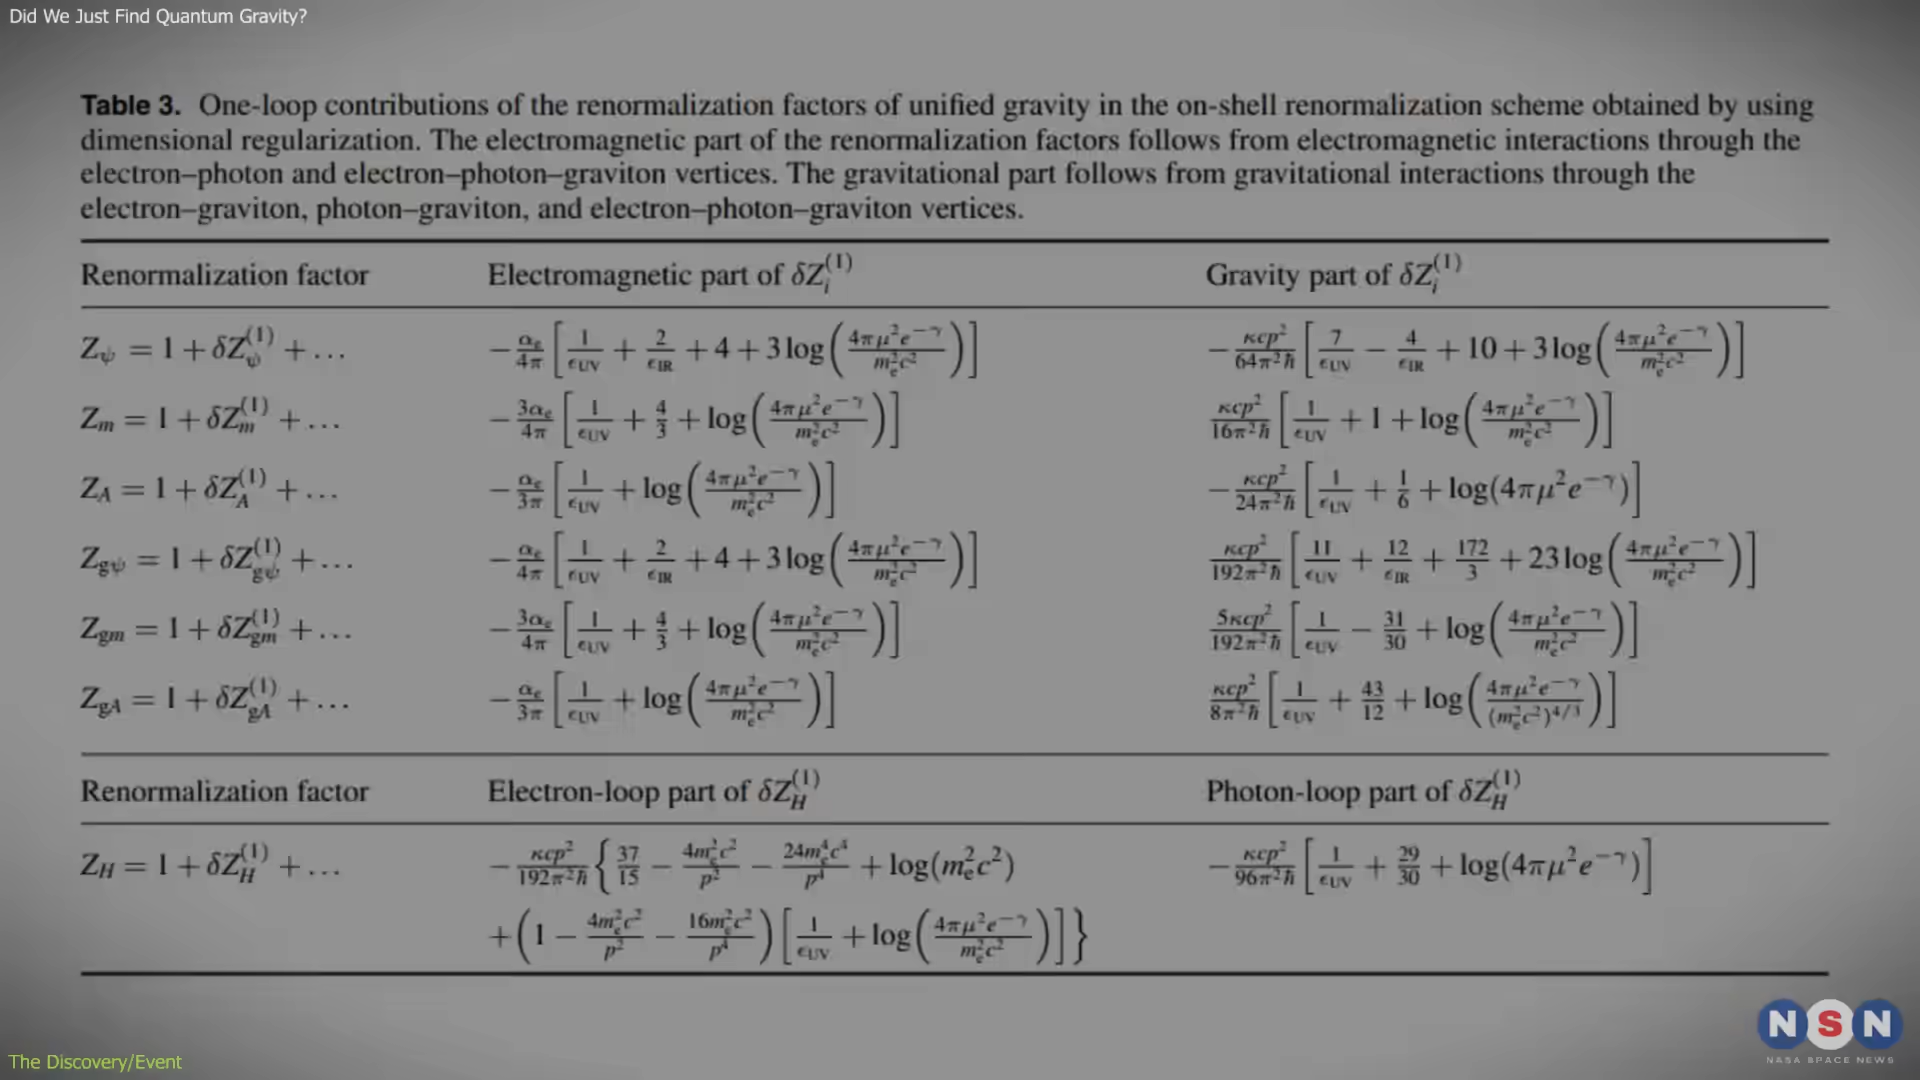 Did We Just Find Quantum Gravity?
Table 3. One-loop contributions of the renormalization factors of unified gravity in the on-shell renormalization scheme obtained by using
dimensional regularization. The electromagnetic part of the renormalization factors follows from electromagnetic interactions through the
electron–photon and electron–photon–graviton vertices. The gravitational part follows from gravitational interactions through the
electron–graviton, photon–graviton, and electron–photon–graviton vertices.
Renormalization factor Electromagnetic part of δZ_i^(1) Gravity part of δZ_i^(1)
Z_ψ = 1 + δZ_ψ^(1) + … −α_e/4π [1/ϵ_UV + 2/ϵ_IR + 4 + 3 log(4πμ²e^−γ/m_e²c²)] −κcp²/64π²ℏ [7/ϵ_UV − 4/ϵ_IR + 10 + 3 log(4πμ²e^−γ/m_e²c²)]
Z_m = 1 + δZ_m^(1) + … −3α_e/4π [1/ϵ_UV + 4/3 + log(4πμ²e^−γ/m_e²c²)] κcp²/16π²ℏ [1/ϵ_UV + 1 + log(4πμ²e^−γ/m_e²c²)]
Z_A = 1 + δZ_A^(1) + … −α_e/3π [1/ϵ_UV + log(4πμ²e^−γ/m_e²c²)] −κcp²/24π²ℏ [1/ϵ_UV + 1/6 + log(4πμ²e^−γ)]
Z_gψ = 1 + δZ_gψ^(1) + … −α_e/4π [1/ϵ_UV + 2/ϵ_IR + 4 + 3 log(4πμ²e^−γ/m_e²c²)] κcp²/192π²ℏ [11/ϵ_UV + 12/ϵ_IR + 172/3 + 23 log(4πμ²e^−γ/m_e²c²)]
Z_gm = 1 + δZ_gm^(1) + … −3α_e/4π [1/ϵ_UV + 4/3 + log(4πμ²e^−γ/m_e²c²)] 5κcp²/192π²ℏ [1/ϵ_UV − 31/30 + log(4πμ²e^−γ/m_e²c²)]
Z_gA = 1 + δZ_gA^(1) + … −α_e/3π [1/ϵ_UV + log(4πμ²e^−γ/m_e²c²)] κcp²/8π²ℏ [1/ϵ_UV + 43/12 + log(4πμ²e^−γ/(m_e²c²)^4/3)]
Renormalization factor Electron-loop part of δZ_H^(1) Photon-loop part of δZ_H^(1)
Z_H = 1 + δZ_H^(1) + … −κcp²/192π²ℏ {37/15 − 4m_e²c²/p² − 24m_e⁴c⁴/p⁴ + log(m_e²c²) −κcp²/96π²ℏ [1/ϵ_UV + 29/30 + log(4πμ²e^−γ)]
+(1 − 4m_e²c²/p² − 16m_e²c²/p⁴)[1/ϵ_UV + log(4πμ²e^−γ/m_e²c²)]}
NSN
NASA SPACE NEWS
The Discovery/Event